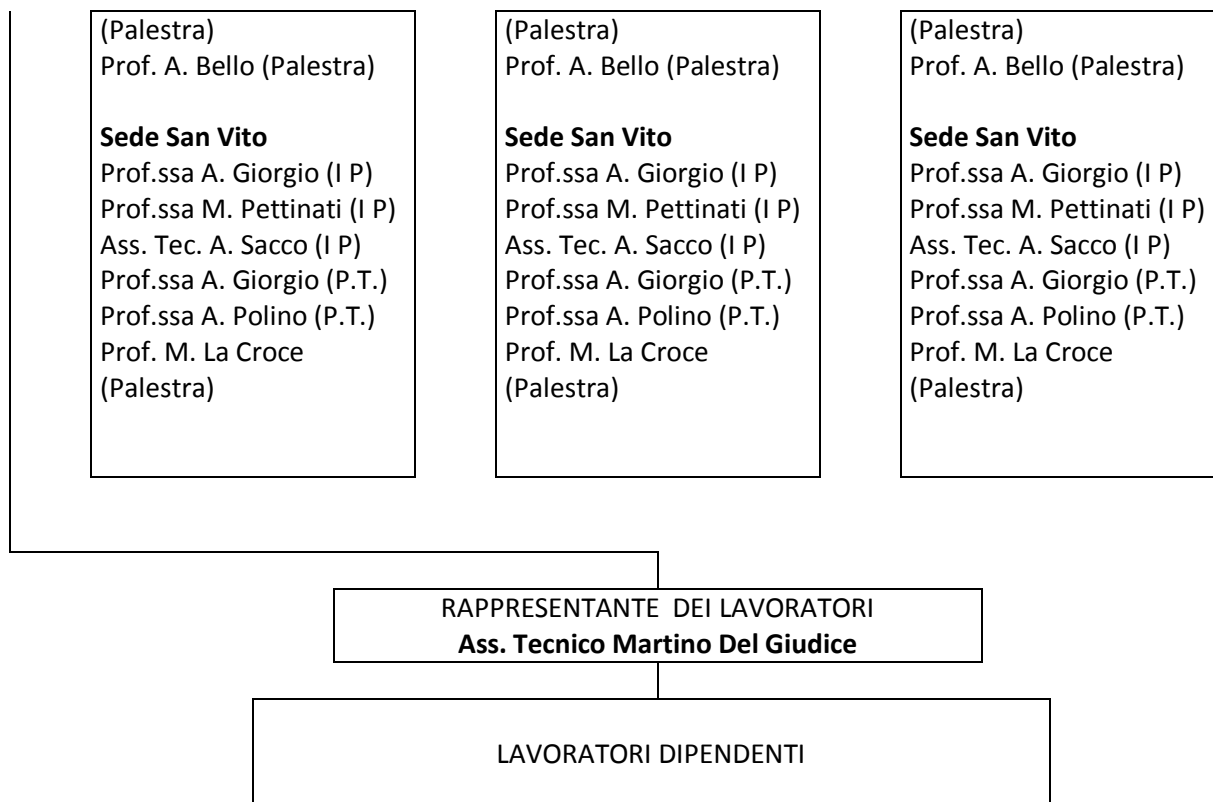 (Palestra)
Prof. A. Bello (Palestra)
Sede San Vito
Prof.ssa A. Giorgio (I P)
Prof.ssa M. Pettinati (I P)
Ass. Tec. A. Sacco (I P)
Prof.ssa A. Giorgio (P.T.)
Prof.ssa A. Polino (P.T.)
Prof. M. La Croce
(Palestra)
(Palestra)
Prof. A. Bello (Palestra)
Sede San Vito
Prof.ssa A. Giorgio (I P)
Prof.ssa M. Pettinati (I P)
Ass. Tec. A. Sacco (I P)
Prof.ssa A. Giorgio (P.T.)
Prof.ssa A. Polino (P.T.)
Prof. M. La Croce
(Palestra)
(Palestra)
Prof. A. Bello (Palestra)
Sede San Vito
Prof.ssa A. Giorgio (I P)
Prof.ssa M. Pettinati (I P)
Ass. Tec. A. Sacco (I P)
Prof.ssa A. Giorgio (P.T.)
Prof.ssa A. Polino (P.T.)
Prof. M. La Croce
(Palestra)
RAPPRESENTANTE DEI LAVORATORI
Ass. Tecnico Martino Del Giudice
LAVORATORI DIPENDENTI